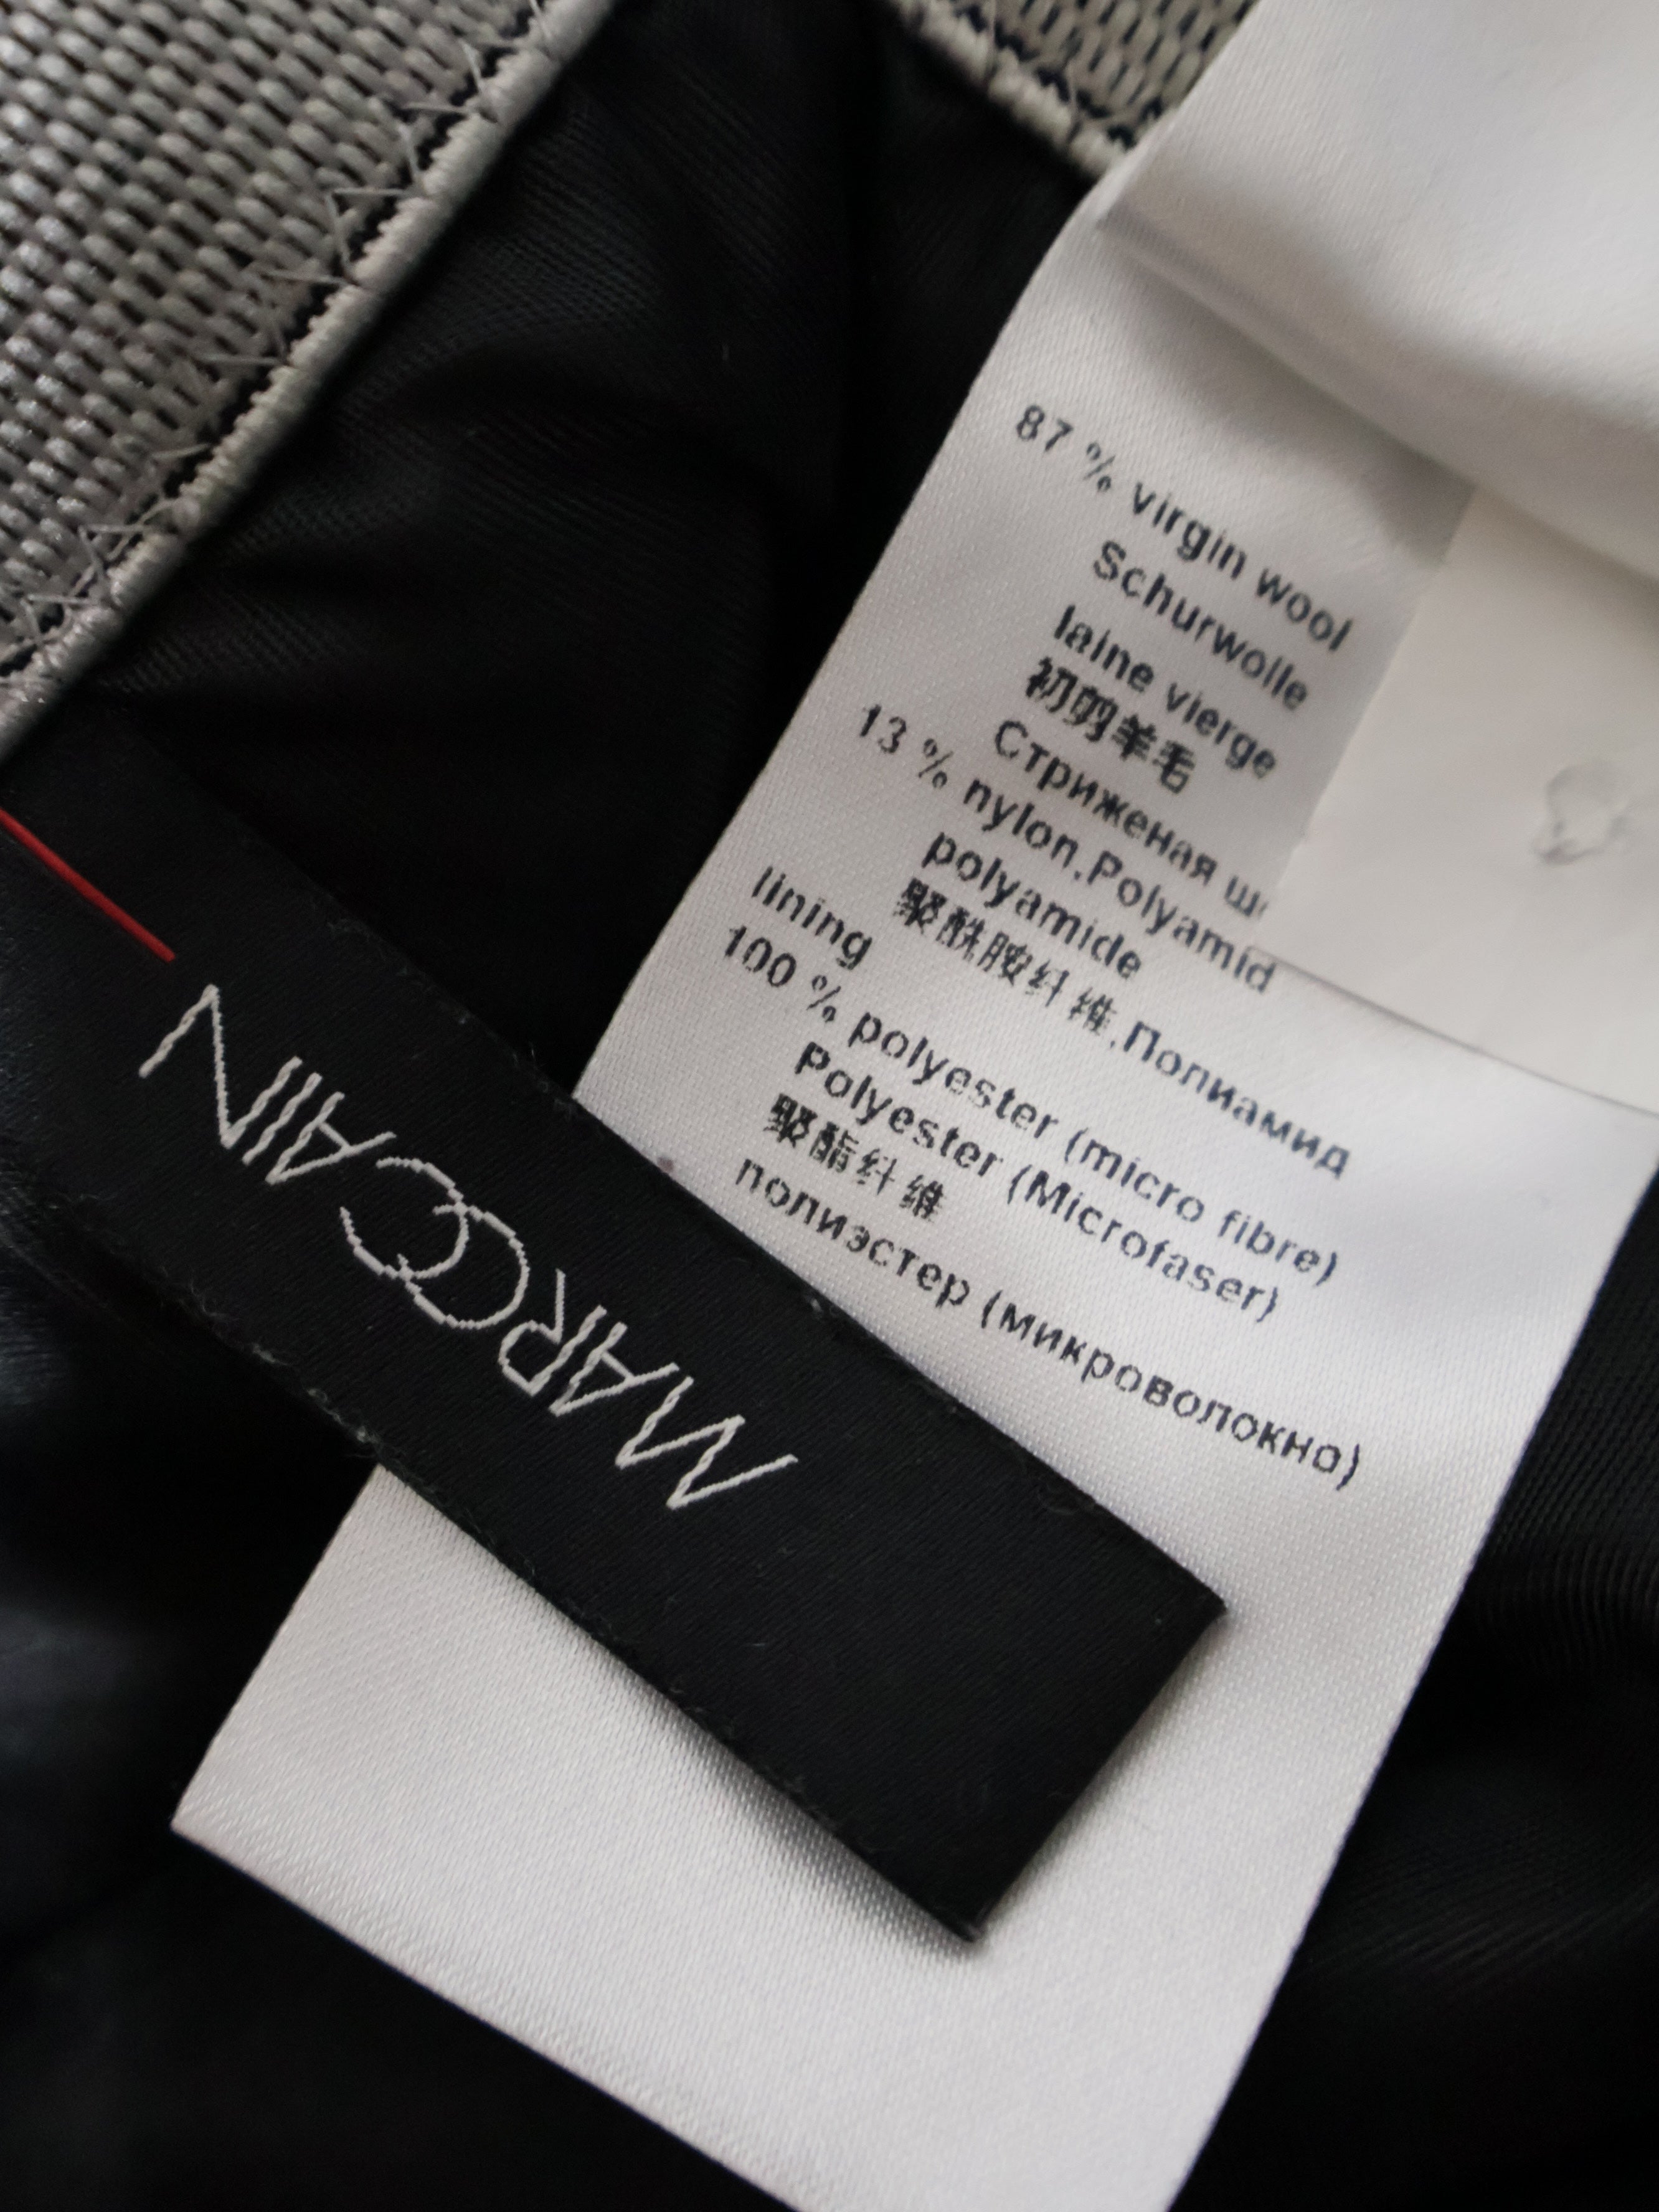 87 % virgin wool
Schurwolle
laine vierge
初剪羊毛
Стриженая
13 % nylon,Polyamid
polyamide
聚酰胺纤维,Полиамид
lining
100 % polyester (micro fibre)
Polyester (Microfaser)
聚酯纤维
полиэстер (микроволокно)
MARCCAIN